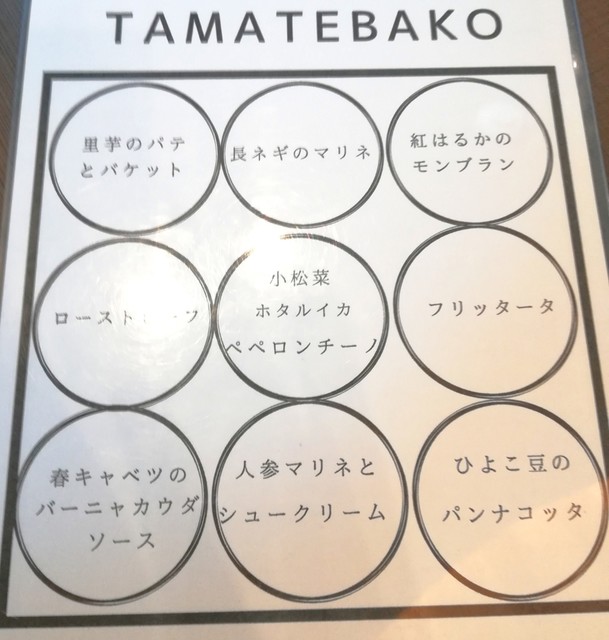 TAMATEBAKO
里芋のパテ
とバケット
長ネギのマリネ
紅はるかの
モンブラン
ロースト
小松菜
ホタルイカ
ペペロンチーノ
フリッタータ
春キャベツの
バーニャカウダ
ソース
人参マリネと
シュークリーム
ひよこ豆の
パンナコッタ